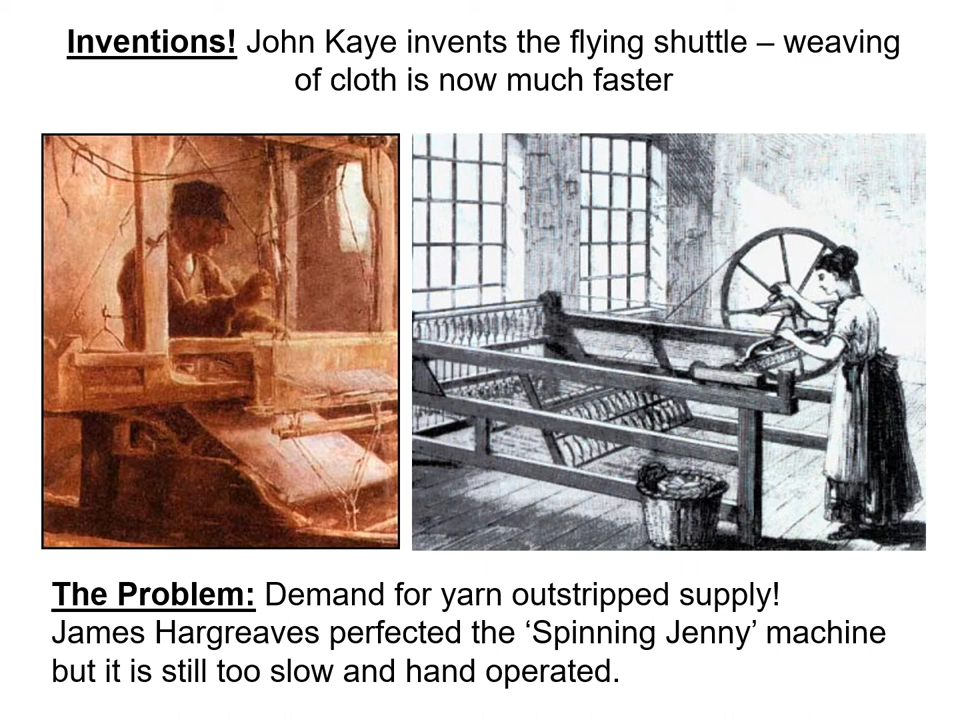 Inventions! John Kaye invents the flying shuttle – weaving
of cloth is now much faster
The Problem: Demand for yarn outstripped supply!
James Hargreaves perfected the ‘Spinning Jenny’ machine
but it is still too slow and hand operated.